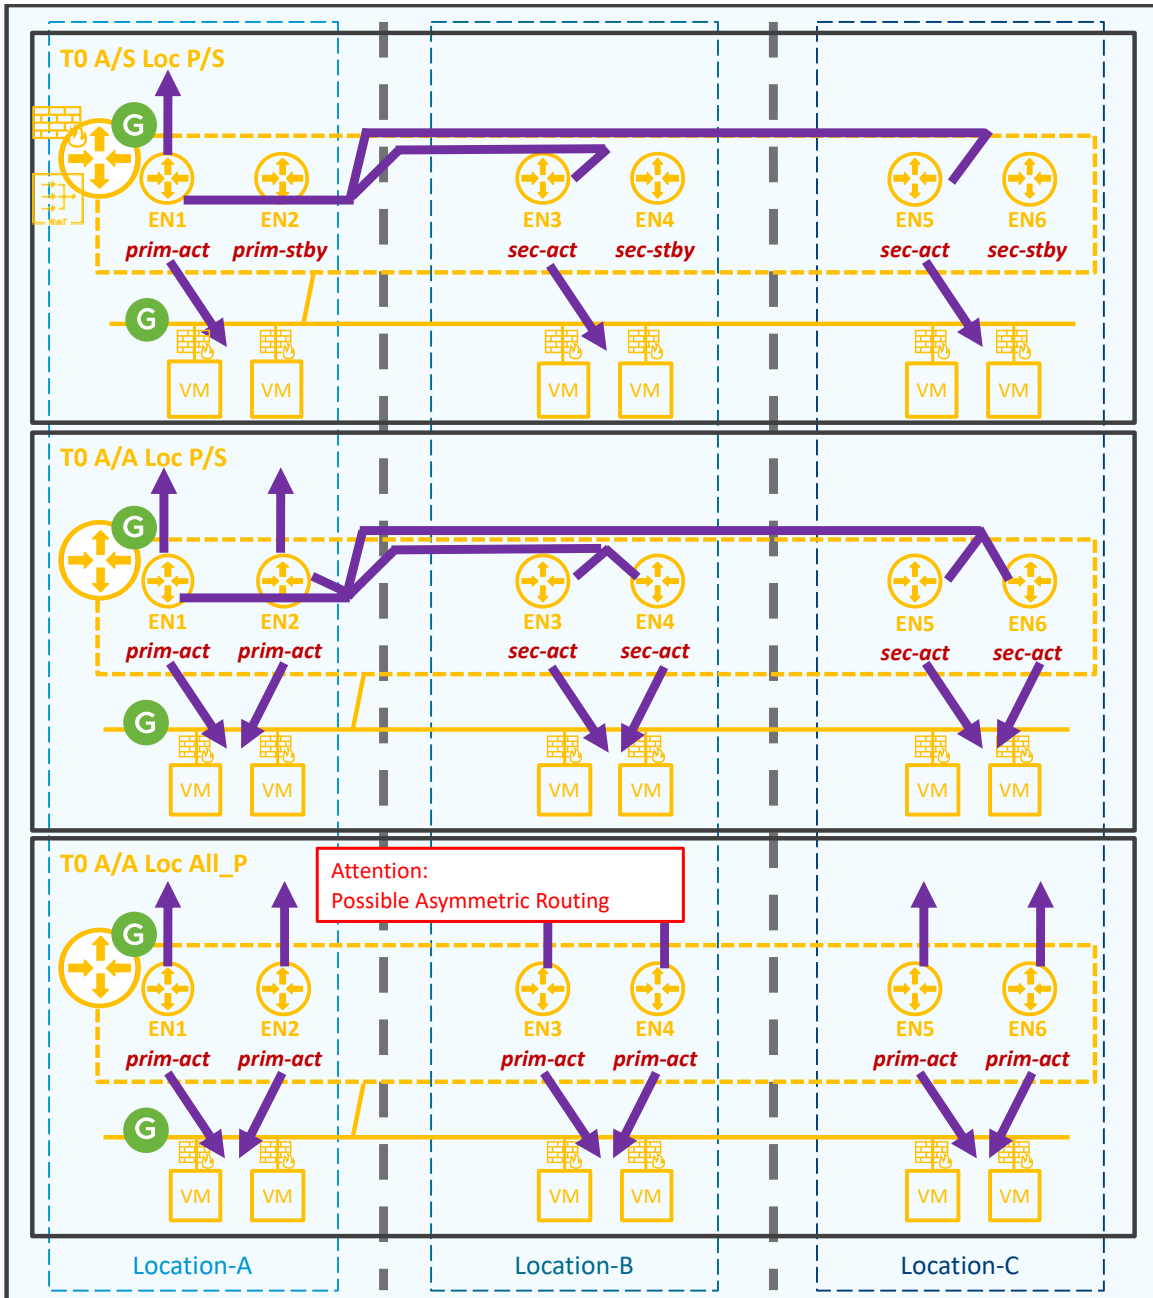 T0 A/S Loc P/S
G
EN1 EN2 EN3 EN4 EN5 EN6
prim-act prim-stby sec-act sec-stby sec-act sec-stby
G
VM VM VM VM VM VM
T0 A/A Loc P/S
G
EN1 EN2 EN3 EN4 EN5 EN6
prim-act prim-act sec-act sec-act sec-act sec-act
G
VM VM VM VM VM VM
T0 A/A Loc All_P
Attention:
Possible Asymmetric Routing
G
EN1 EN2 EN3 EN4 EN5 EN6
prim-act prim-act prim-act prim-act prim-act prim-act
G
VM VM VM VM VM VM
Location-A Location-B Location-C